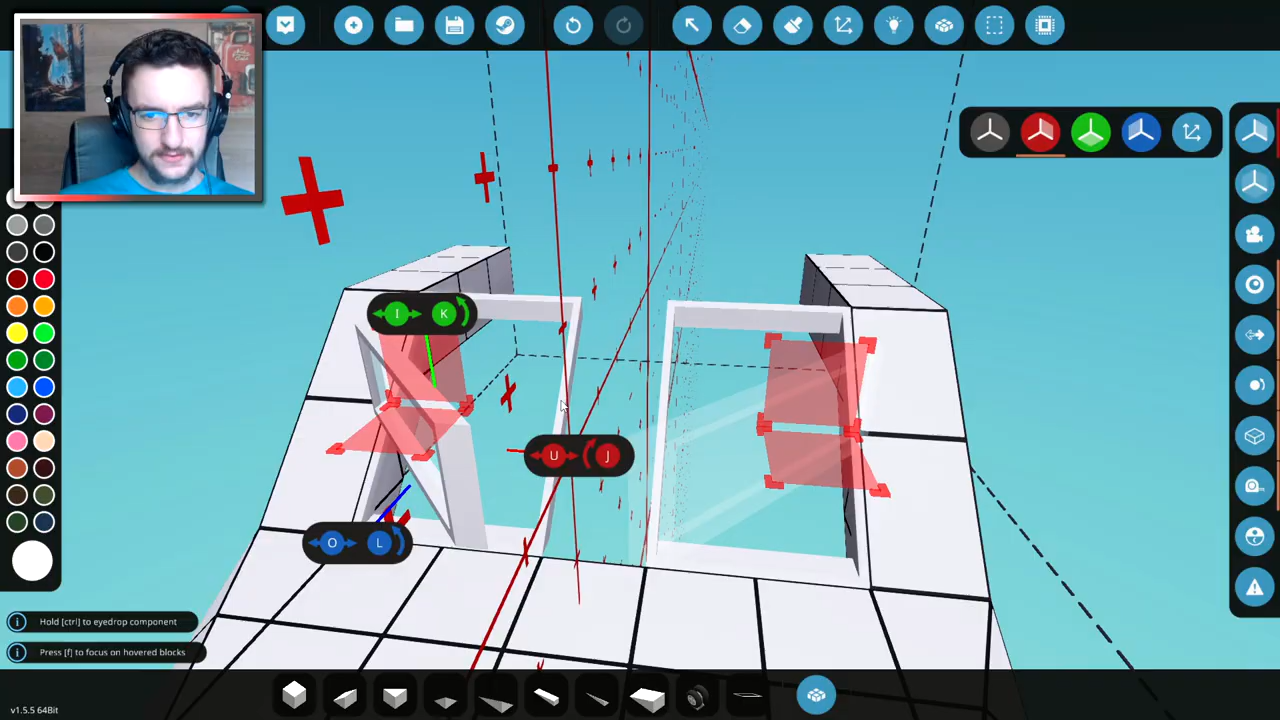 I K
U J
O L
Hold [ctrl] to eyedrop component
Press [f] to focus on hovered blocks
v1.5.5 64Bit